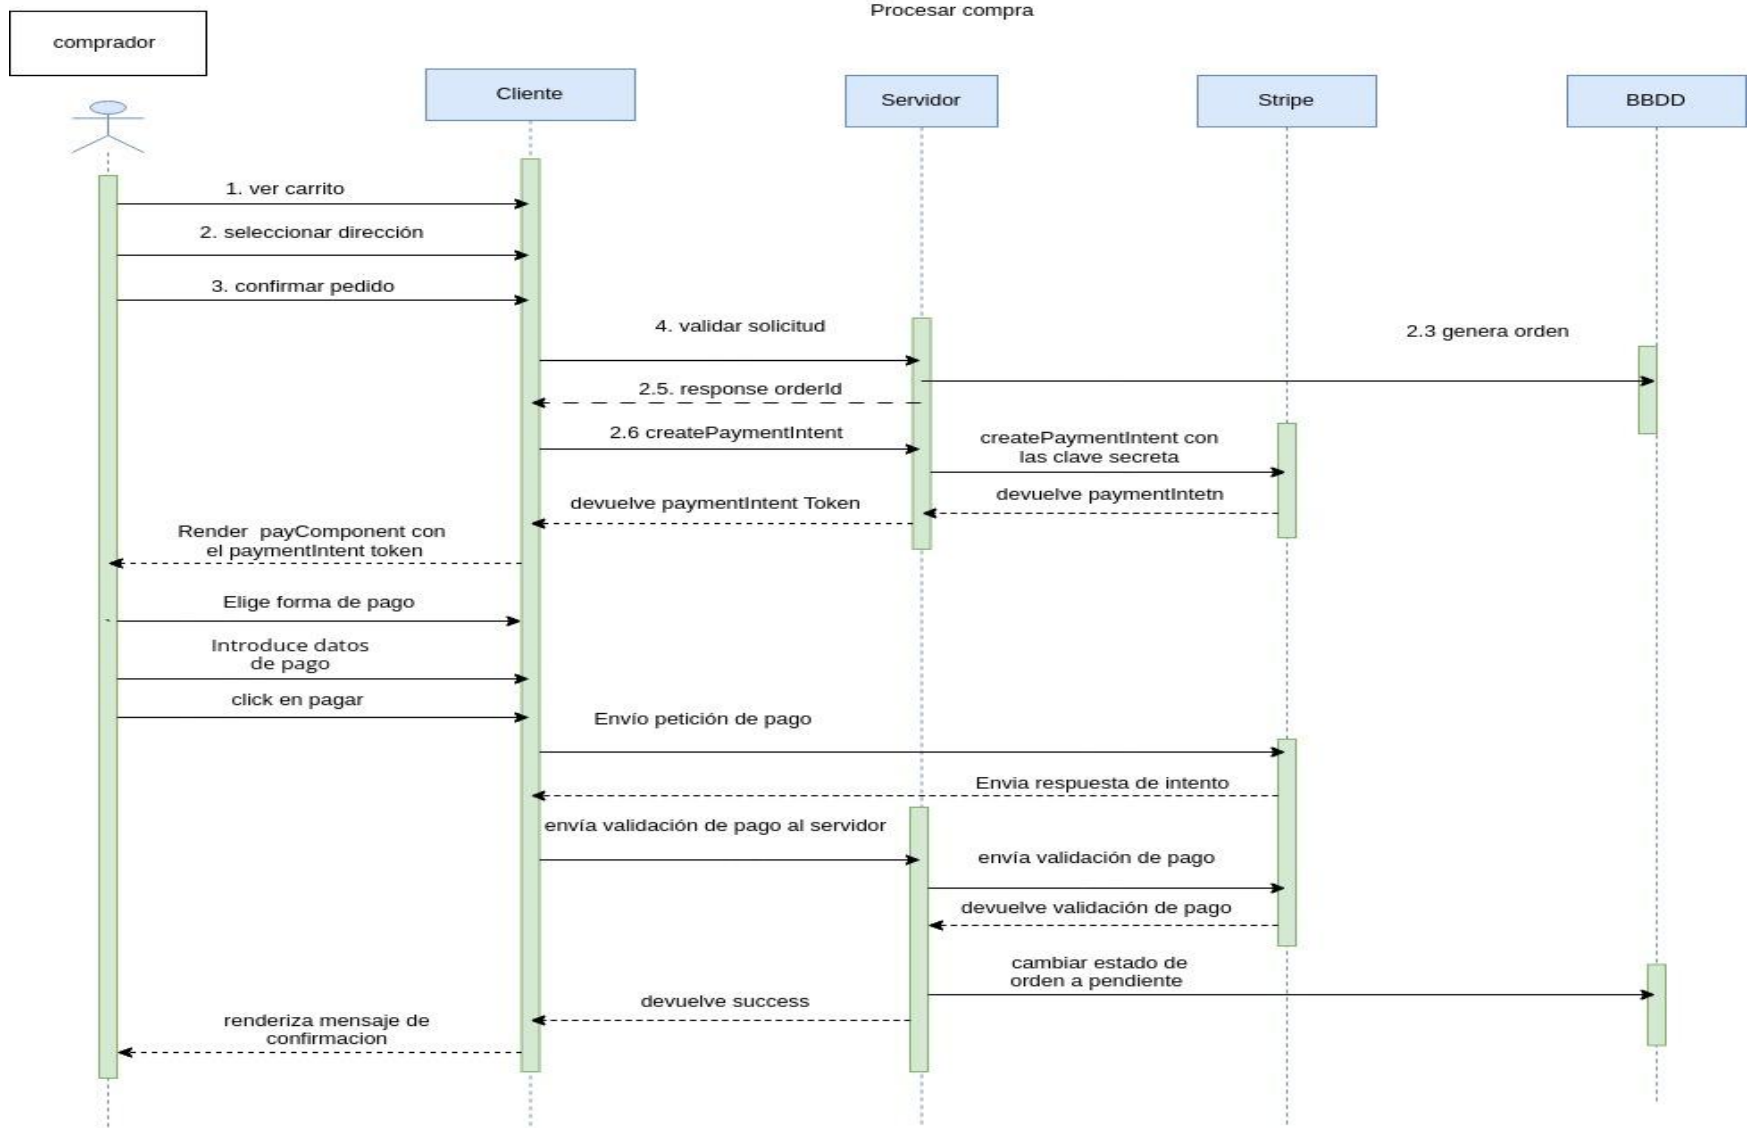 Procesar compra
comprador
Cliente
Servidor
Stripe
BBDD
1. ver carrito
2. seleccionar dirección
3. confirmar pedido
4. validar solicitud
2.3 genera orden
2.5. response orderId
2.6 createPaymentIntent
createPaymentIntent con
las clave secreta
devuelve paymentIntetn
devuelve paymentIntent Token
Render  payComponent con
el paymentIntent token
Elige forma de pago
Introduce datos
de pago
click en pagar
Envío petición de pago
Envia respuesta de intento
envía validación de pago al servidor
envía validación de pago
devuelve validación de pago
cambiar estado de
orden a pendiente
devuelve success
renderiza mensaje de
confirmacion